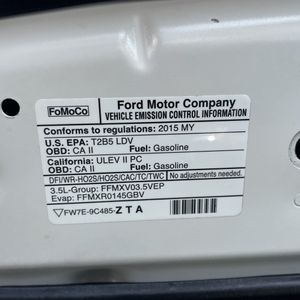 FoMoCo
Ford Motor Company
VEHICLE EMISSION CONTROL INFORMATION
Conforms to regulations: 2015 MY
U.S. EPA: T2B5 LDV
OBD: CA II Fuel: Gasoline
California: ULEV II PC
OBD: CA II Fuel: Gasoline
DFI/WR-HO2S/HO2S/CAC/TC/TWC No adjustments needed.
3.5L-Group: FFMXV03.5VEP
Evap: FFMXR0145GBV
FW7E-9C485-ZTA